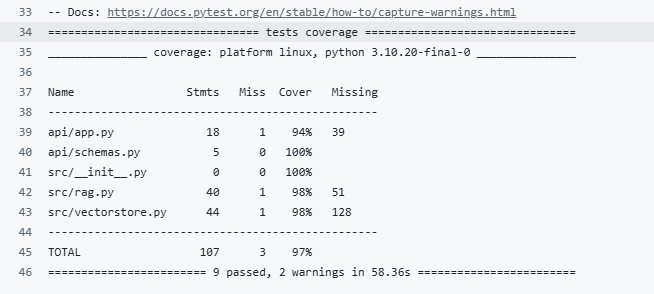 33 -- Docs: https://docs.pytest.org/en/stable/how-to/capture-warnings.html
34 ================================ tests coverage ================================
35 _______________ coverage: platform linux, python 3.10.20-final-0 _______________
36
37 Name                 Stmts   Miss  Cover   Missing
38 --------------------------------------------------
39 api/app.py              18      1    94%   39
40 api/schemas.py           5      0   100%
41 src/__init__.py          0      0   100%
42 src/rag.py              40      1    98%   51
43 src/vectorstore.py      44      1    98%   128
44 --------------------------------------------------
45 TOTAL                  107      3    97%
46 ======================== 9 passed, 2 warnings in 58.36s ========================